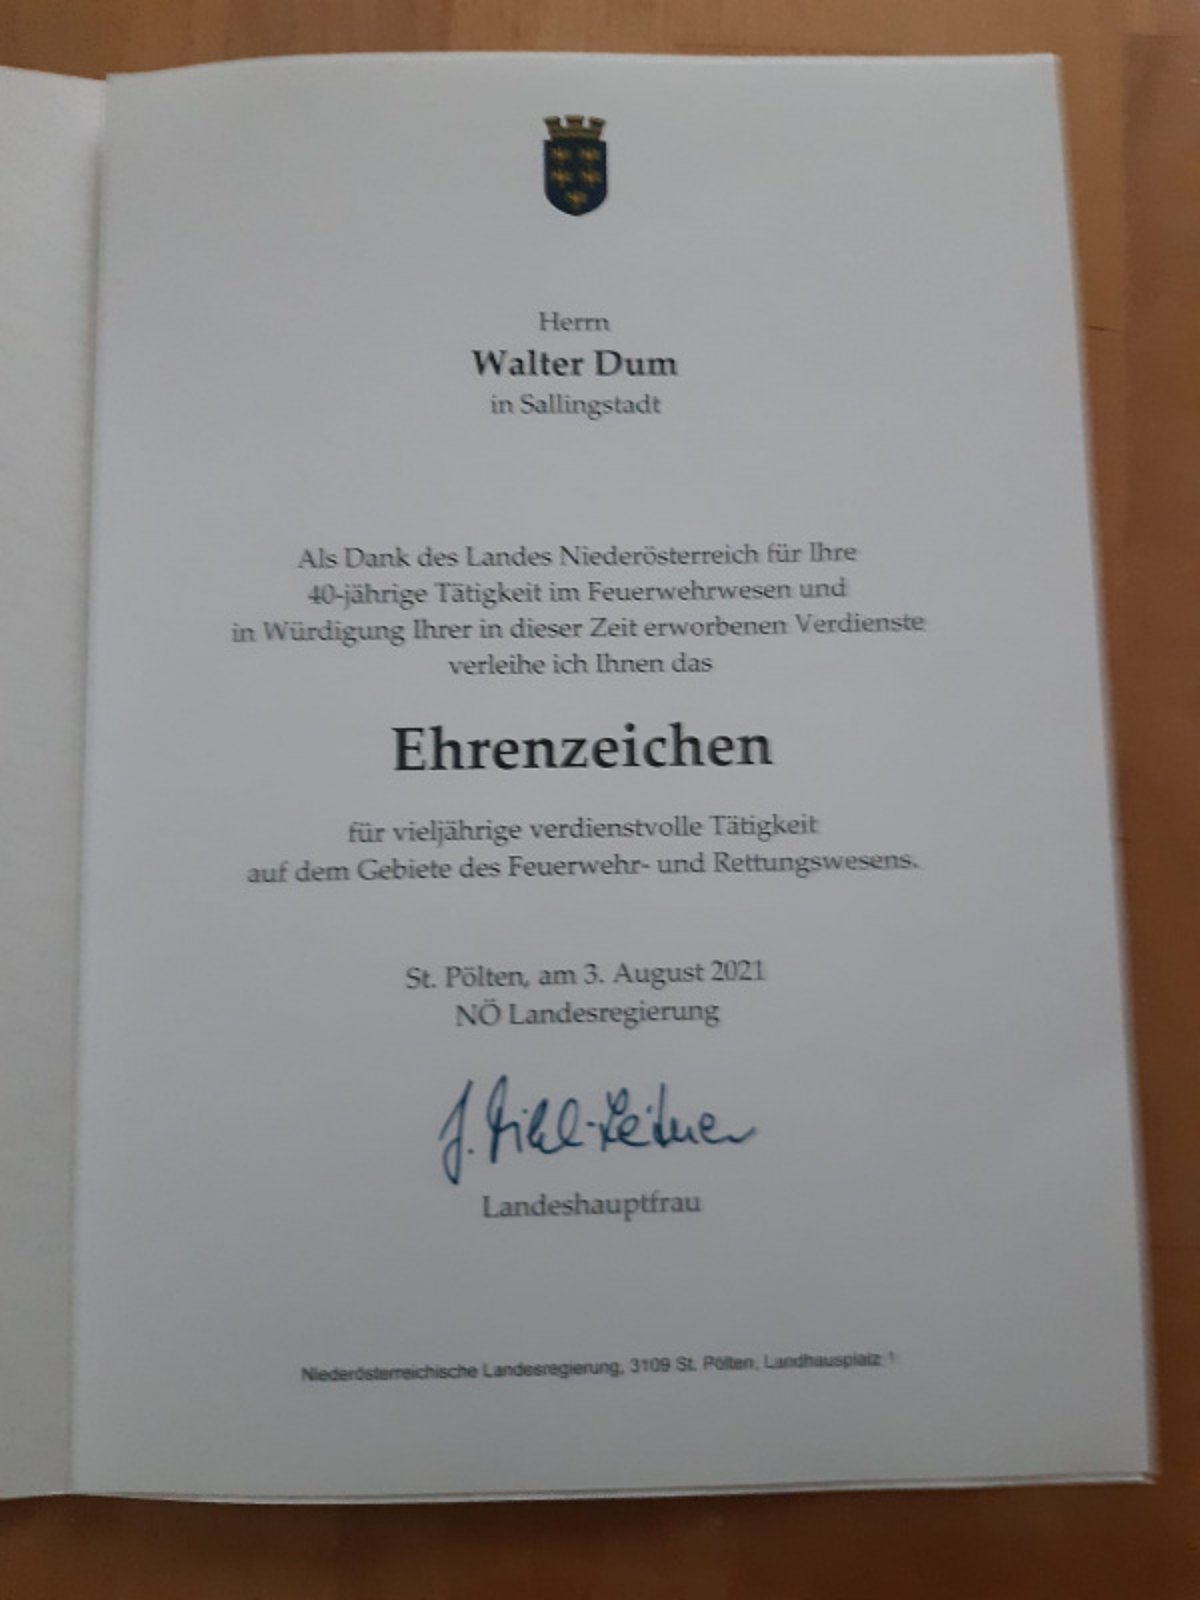 Herrn
Walter Dum
in Sallingstadt
Als Dank des Landes Niederösterreich für Ihre
40-jährige Tätigkeit im Feuerwehrwesen und
in Würdigung Ihrer in dieser Zeit erworbenen Verdienste
verleihe ich Ihnen das
Ehrenzeichen
für vieljährige verdienstvolle Tätigkeit
auf dem Gebiete des Feuerwehr- und Rettungswesens.
St. Pölten, am 3. August 2021
NÖ Landesregierung
J. Mikl-Leitner
Landeshauptfrau
Niederösterreichische Landesregierung, 3109 St. Pölten, Landhausplatz 1